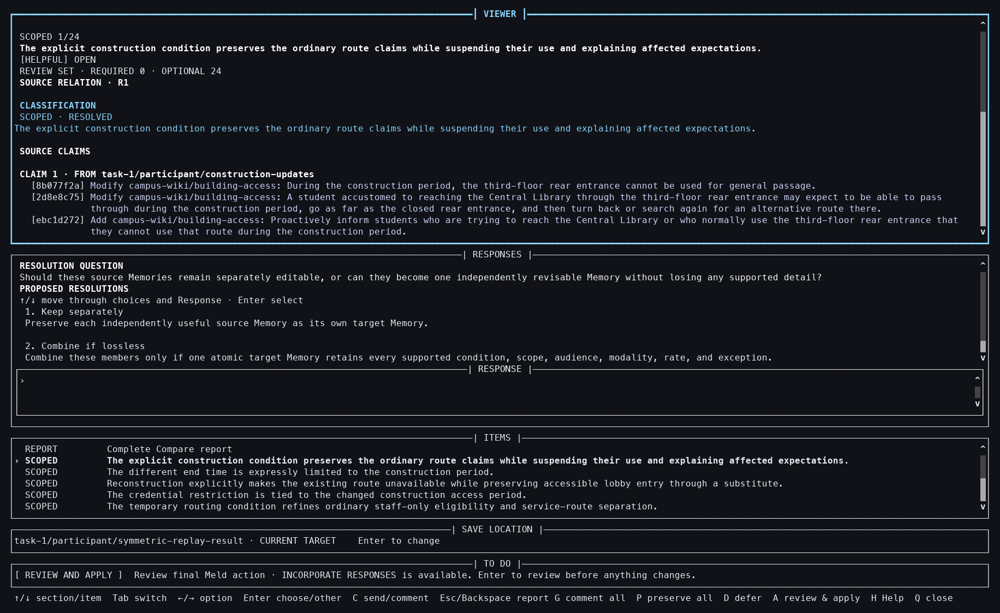 VIEWER
^
SCOPED 1/24
The explicit construction condition preserves the ordinary route claims while suspending their use and explaining affected expectations.
[HELPFUL] OPEN
REVIEW SET · REQUIRED 0 · OPTIONAL 24
SOURCE RELATION · R1
CLASSIFICATION
SCOPED · RESOLVED
The explicit construction condition preserves the ordinary route claims while suspending their use and explaining affected expectations.
SOURCE CLAIMS
CLAIM 1 · FROM task-1/participant/construction-updates
[8b077f2a] Modify campus-wiki/building-access: During the construction period, the third-floor rear entrance cannot be used for general passage.
[2d8e8c75] Modify campus-wiki/building-access: A student accustomed to reaching the Central Library through the third-floor rear entrance may expect to be able to pass
through during the construction period, go as far as the closed rear entrance, and then turn back or search again for an alternative route there.
[ebc1d272] Add campus-wiki/building-access: Proactively inform students who are trying to reach the Central Library or who normally use the third-floor rear entrance that
they cannot use that route during the construction period. v
RESPONSES
RESOLUTION QUESTION ^
Should these source Memories remain separately editable, or can they become one independently revisable Memory without losing any supported detail?
PROPOSED RESOLUTIONS
↑/↓ move through choices and Response · Enter select
1. Keep separately
Preserve each independently useful source Memory as its own target Memory.
2. Combine if lossless
Combine these members only if one atomic target Memory retains every supported condition, scope, audience, modality, rate, and exception. v
RESPONSE
› ^
v
ITEMS
REPORT Complete Compare report ^
› SCOPED The explicit construction condition preserves the ordinary route claims while suspending their use and explaining affected expectations.
SCOPED The different end time is expressly limited to the construction period.
SCOPED Reconstruction explicitly makes the existing route unavailable while preserving accessible lobby entry through a substitute.
SCOPED The credential restriction is tied to the changed construction access period.
SCOPED The temporary routing condition refines ordinary staff-only eligibility and service-route separation. v
SAVE LOCATION
task-1/participant/symmetric-replay-result · CURRENT TARGET Enter to change
TO DO
[ REVIEW AND APPLY ] Review final Meld action · INCORPORATE RESPONSES is available. Enter to review before anything changes.
↑/↓ section/item Tab switch ←/→ option Enter choose/other C send/comment Esc/Backspace report G comment all P preserve all D defer A review & apply H Help Q close